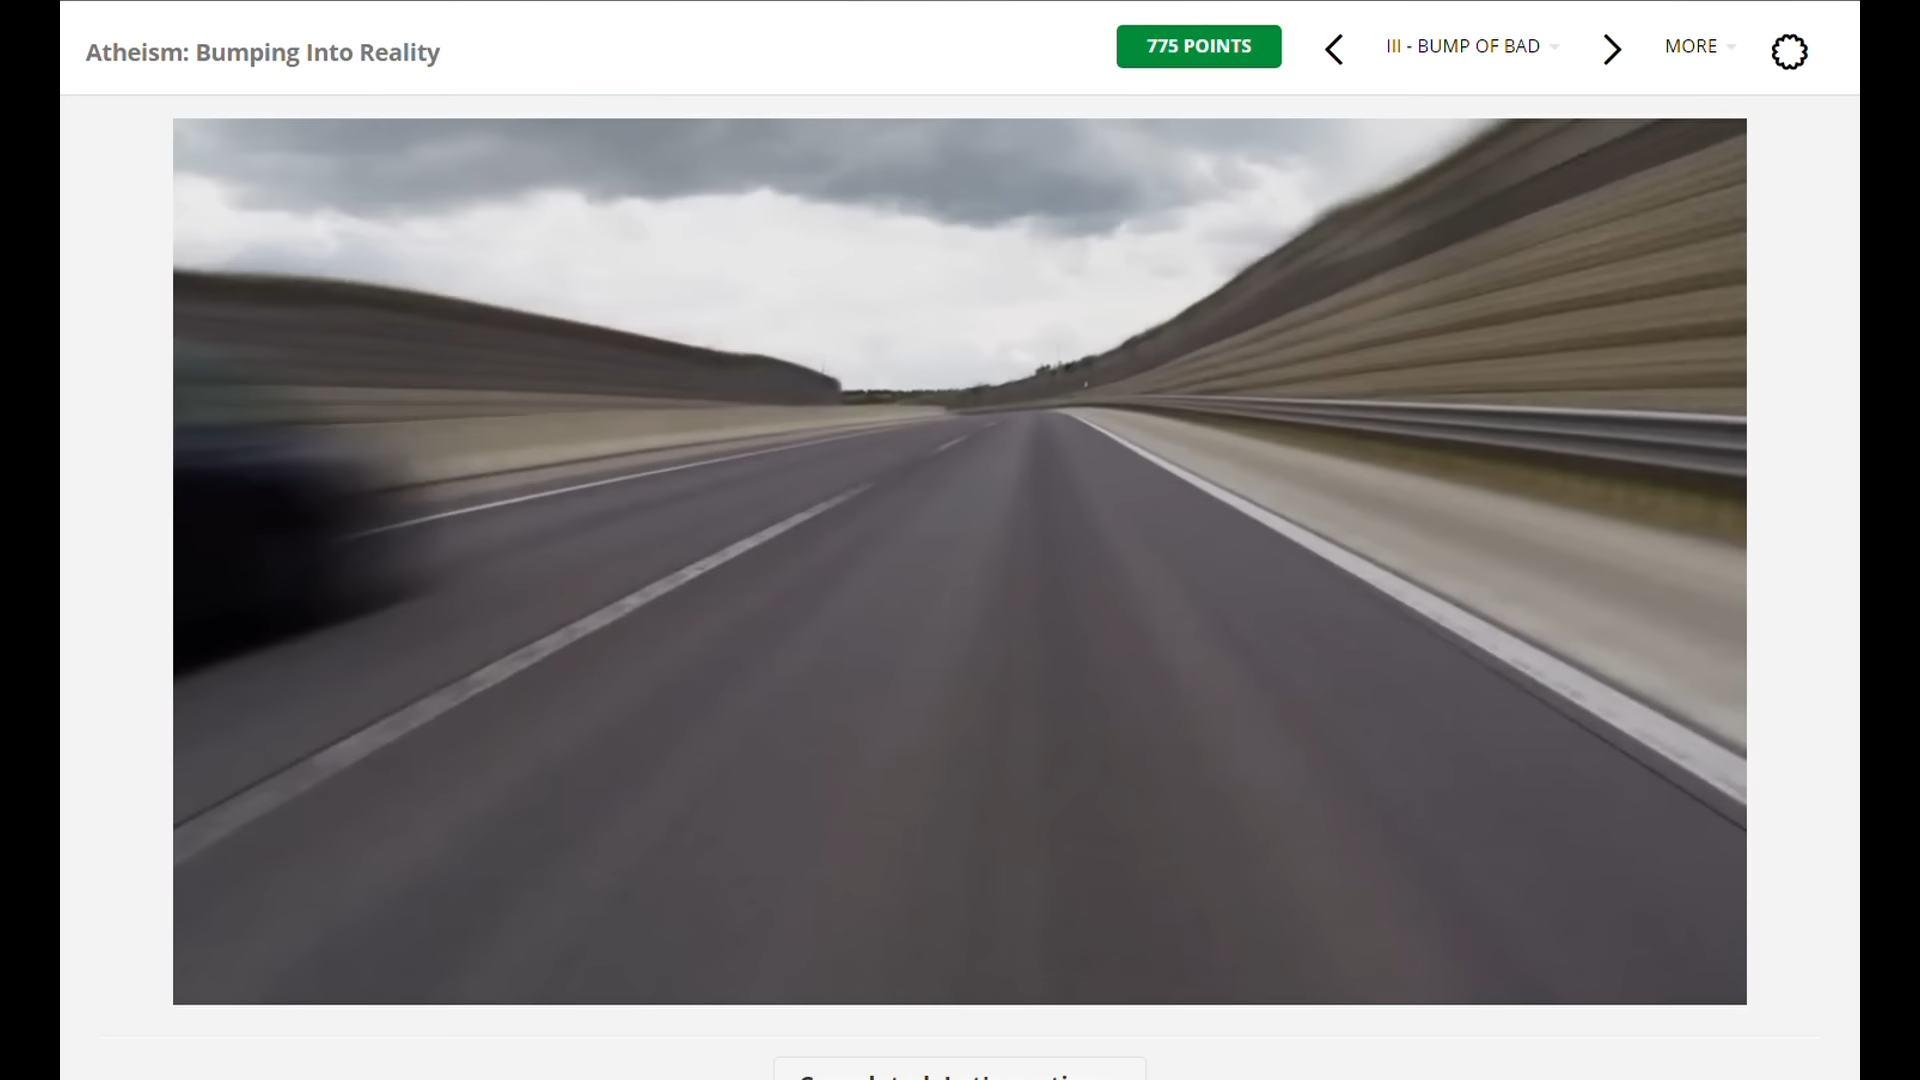 Atheism: Bumping Into Reality
775 POINTS
III - BUMP OF BAD
MORE